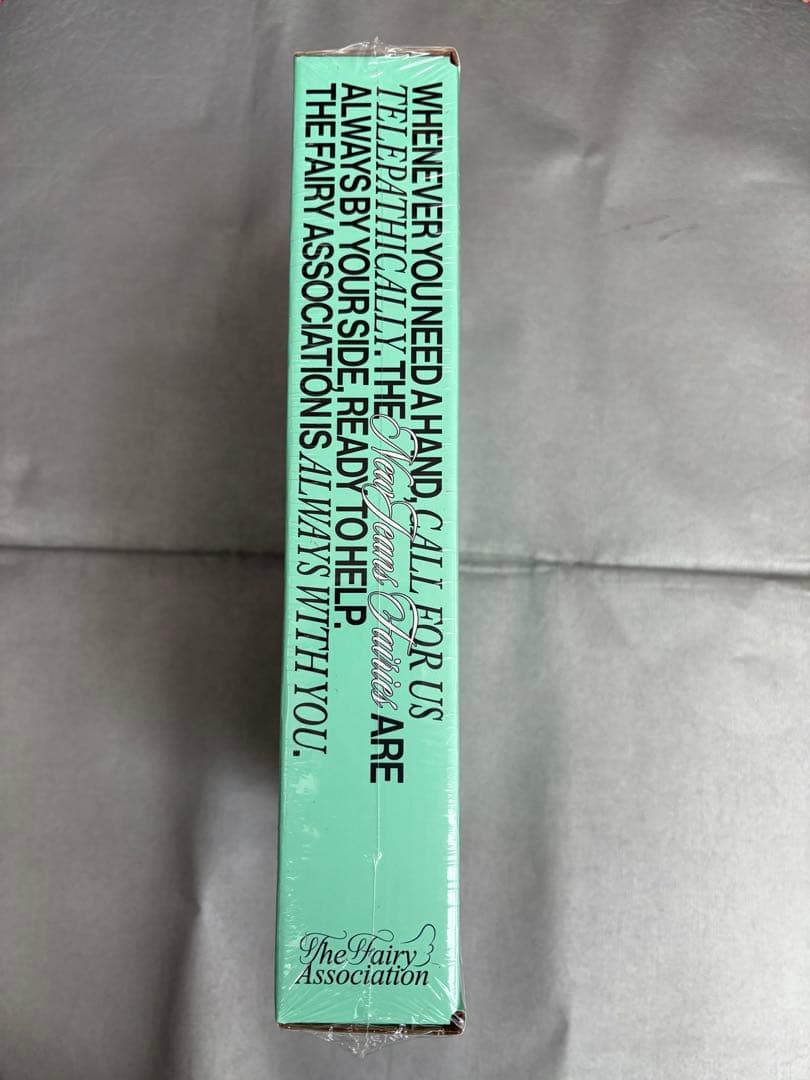 WHENEVER YOU NEED A HAND, CALL FOR US
TELEPATHICALLY. THE NewJeans Fairies ARE
ALWAYS BY YOUR SIDE, READY TO HELP.
THE FAIRY ASSOCIATION IS ALWAYS WITH YOU.
The Fairy
Association